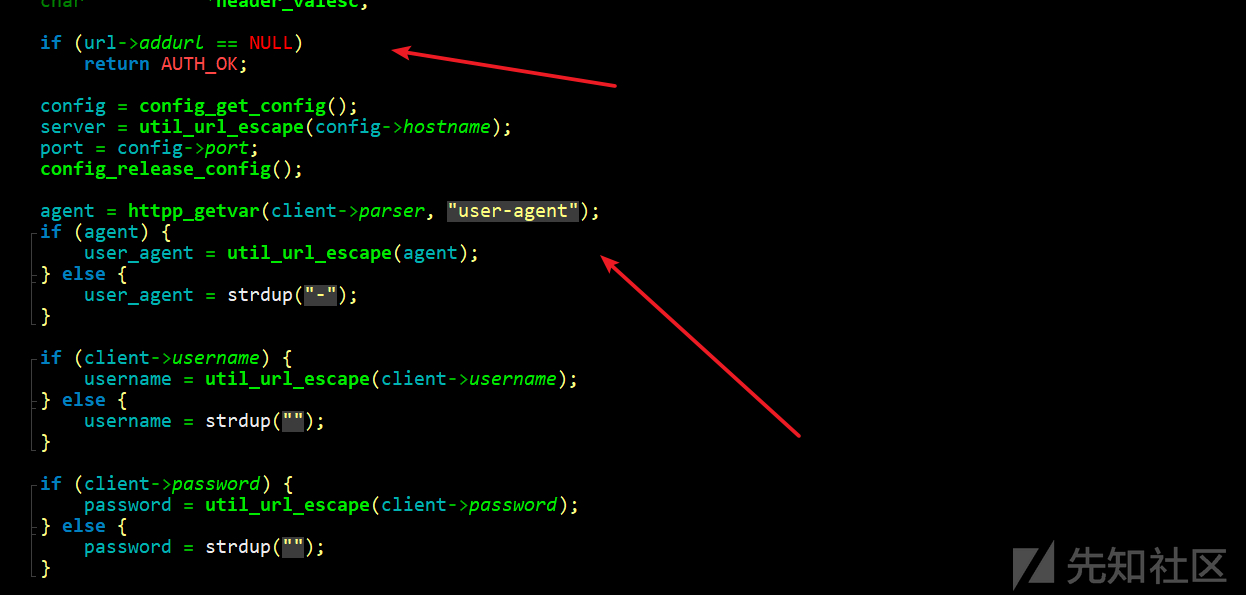 char *header_valesc;
if (url->addurl == NULL)
return AUTH_OK;
config = config_get_config();
server = util_url_escape(config->hostname);
port = config->port;
config_release_config();
agent = httpp_getvar(client->parser, "user-agent");
if (agent) {
user_agent = util_url_escape(agent);
} else {
user_agent = strdup("-");
}
if (client->username) {
username = util_url_escape(client->username);
} else {
username = strdup("");
}
if (client->password) {
password = util_url_escape(client->password);
} else {
password = strdup("");
}
先知社区